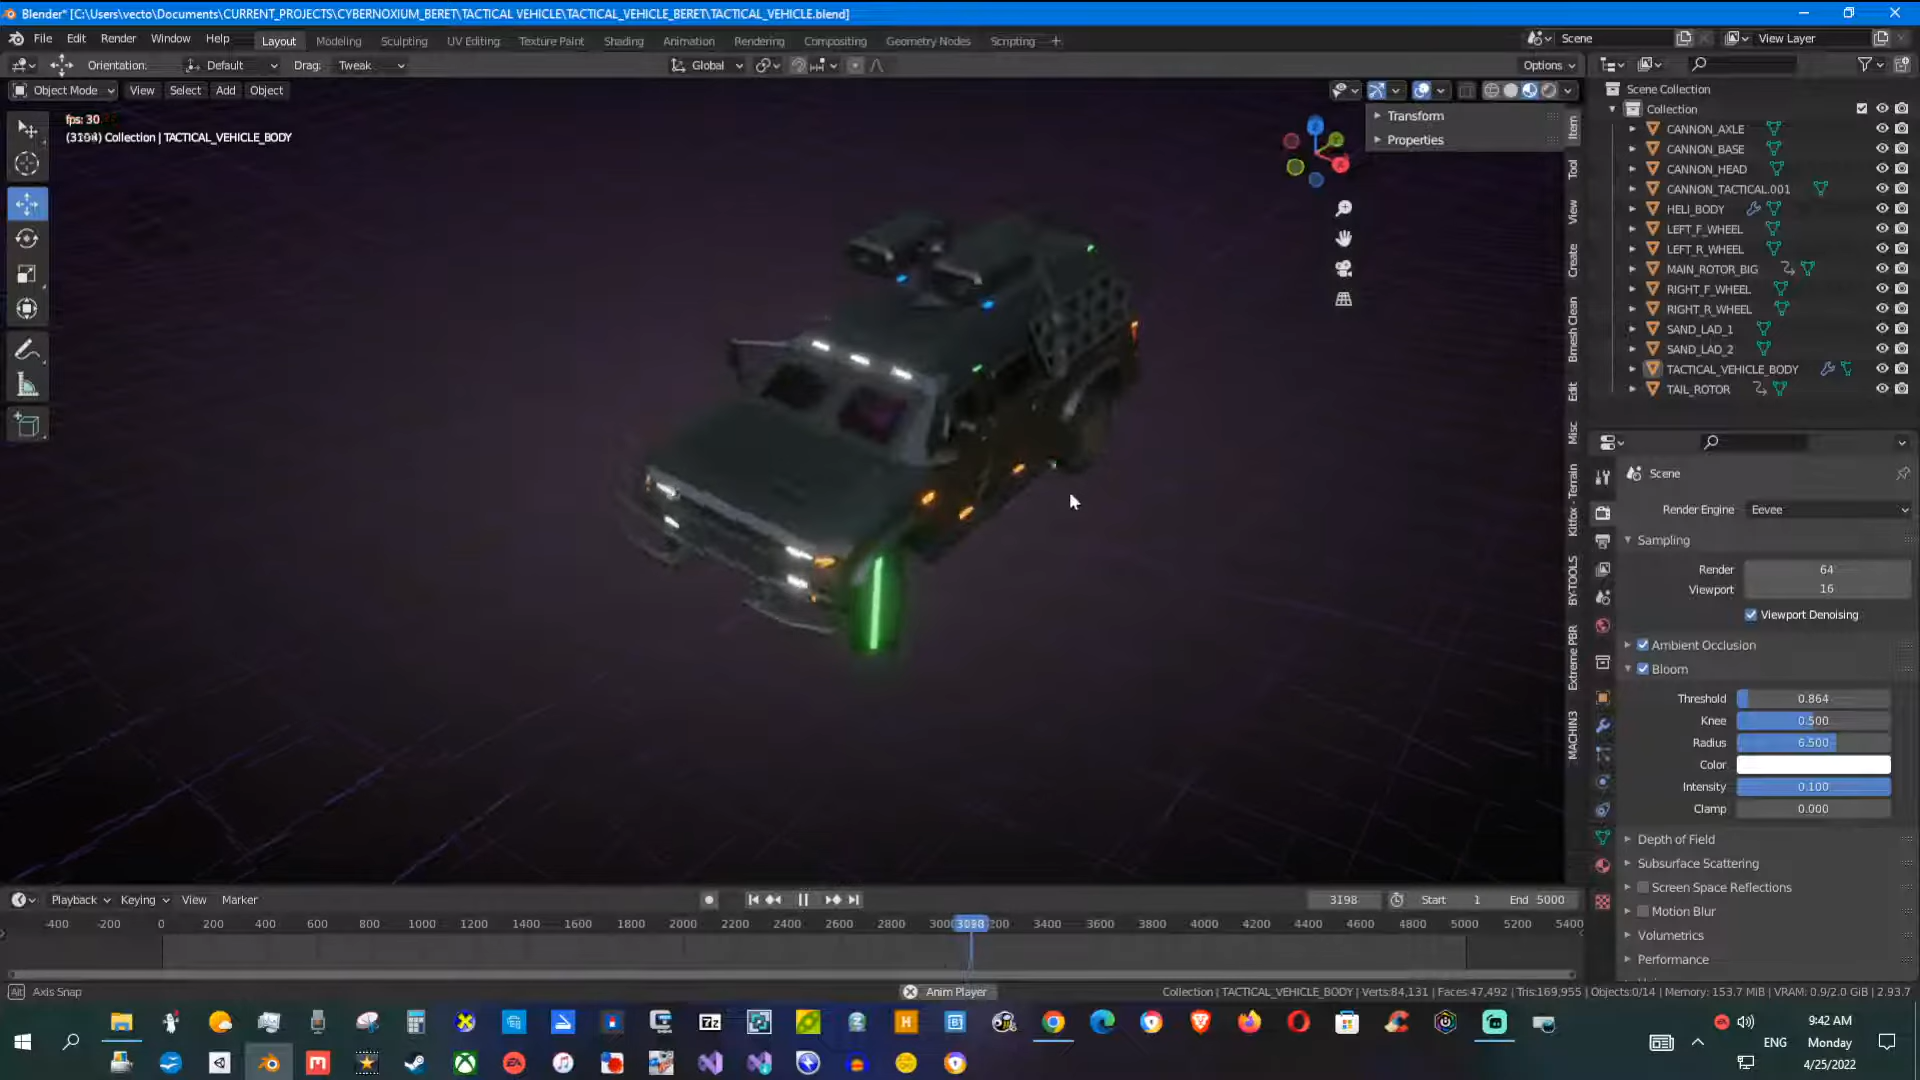 Blender* [C:\Users\vecto\Documents\CURRENT_PROJECTS\CYBERNOXIUM_BERET\TACTICAL VEHICLE\TACTICAL_VEHICLE_BERET\TACTICAL_VEHICLE.blend]
File Edit Render Window Help Layout Modeling Sculpting UV Editing Texture Paint Shading Animation Rendering Compositing Geometry Nodes Scripting + Scene View Layer
Orientation: Default Drag: Tweak Global Options
Object Mode View Select Add Object
fps: 30
Collection | TACTICAL_VEHICLE_BODY
Transform
Properties
Item
Tool
View
Create
Bmesh Clean
Edit
Misc
Kitfox - Terrain
BY-TOOLS
Extreme PBR
MACHIN3
Scene Collection
Collection
CANNON_AXLE
CANNON_BASE
CANNON_HEAD
CANNON_TACTICAL.001
HELI_BODY
LEFT_F_WHEEL
LEFT_R_WHEEL
MAIN_ROTOR_BIG
RIGHT_F_WHEEL
RIGHT_R_WHEEL
SAND_LAD_1
SAND_LAD_2
TACTICAL_VEHICLE_BODY
TAIL_ROTOR
Scene
Render Engine Eevee
Sampling
Render 64
Viewport 16
Viewport Denoising
Ambient Occlusion
Bloom
Threshold 0.864
Knee 0.500
Radius 6.500
Color
Intensity 0.100
Clamp 0.000
Depth of Field
Subsurface Scattering
Screen Space Reflections
Motion Blur
Volumetrics
Performance
Playback Keying View Marker 3198 Start 1 End 5000
-400 -200 0 200 400 600 800 1000 1200 1400 1600 1800 2000 2200 2400 2600 2800 3198 3400 3600 3800 4000 4200 4400 4600 4800 5000 5200 5400
Alt Axis Snap Anim Player Collection | TACTICAL_VEHICLE_BODY | Verts:84,131 | Faces:47,492 | Tris:169,955 | Objects:0/14 | Memory: 153.7 MiB | VRAM: 0.9/2.0 GiB | 2.93.7
9:42 AM
ENG Monday
4/25/2022